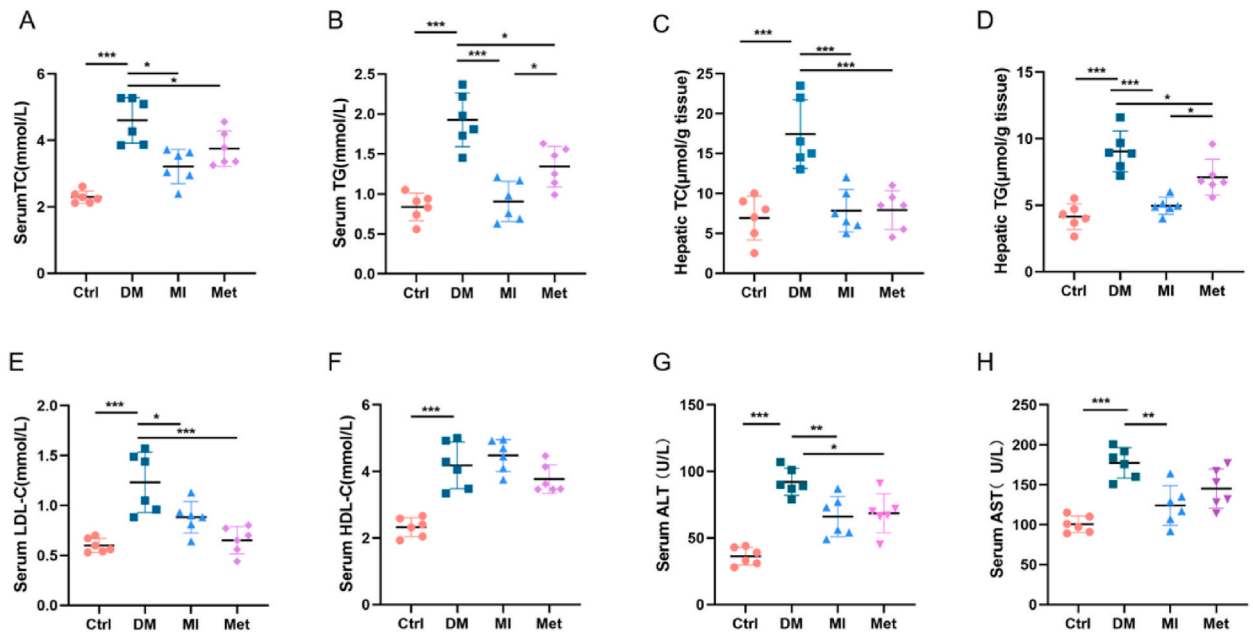 A
B
C
D
SerumTC(mmol/L)
6
4
2
0
***
*
*
Ctrl DM MI Met
Serum TG(mmol/L)
2.5
2.0
1.5
1.0
0.5
0.0
***
*
***
*
Ctrl DM MI Met
Hepatic TC(μmol/g tissue)
25
20
15
10
5
0
***
***
***
Ctrl DM MI Met
Hepatic TG(μmol/g tissue)
15
10
5
0
***
***
*
*
Ctrl DM MI Met
E
F
G
H
Serum LDL-C(mmol/L)
2.0
1.5
1.0
0.5
0.0
***
*
***
Ctrl DM MI Met
Serum HDL-C(mmol/L)
6
4
2
0
***
Ctrl DM MI Met
Serum ALT（U/L）
150
100
50
0
***
**
*
Ctrl DM MI Met
Serum AST（ U/L）
250
200
150
100
50
0
***
**
Ctrl DM MI Met